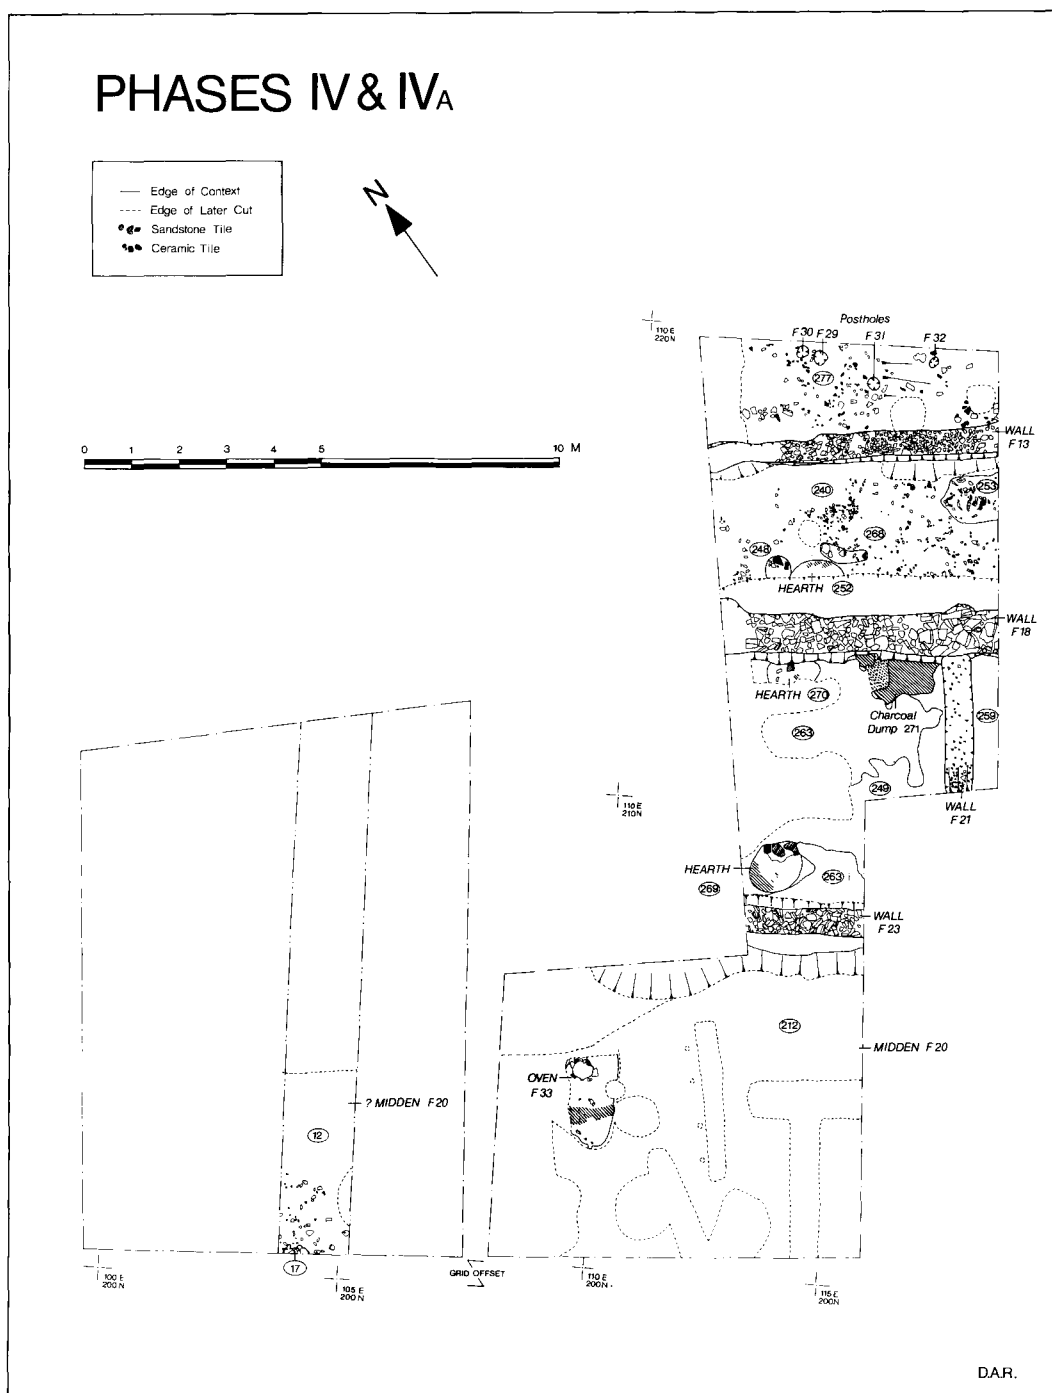 PHASES IV & IVA
Edge of Context
Edge of Later Cut
Sandstone Tile
Ceramic Tile
N
0 1 2 3 4 5 10 M
110 E
220 N
Postholes
F 30 F 29 F 31 F 32
277
WALL
F 13
253
240
268
248
HEARTH 252
WALL
F 18
HEARTH 270
Charcoal
Dump 271
259
263
249
WALL
F 21
110 E
210 N
HEARTH
263
269
WALL
F 23
212
MIDDEN F 20
OVEN
F 33
? MIDDEN F 20
12
17
GRID OFFSET
100 E
200 N
105 E
200 N
110 E
200 N
115 E
200 N
D.A.R.